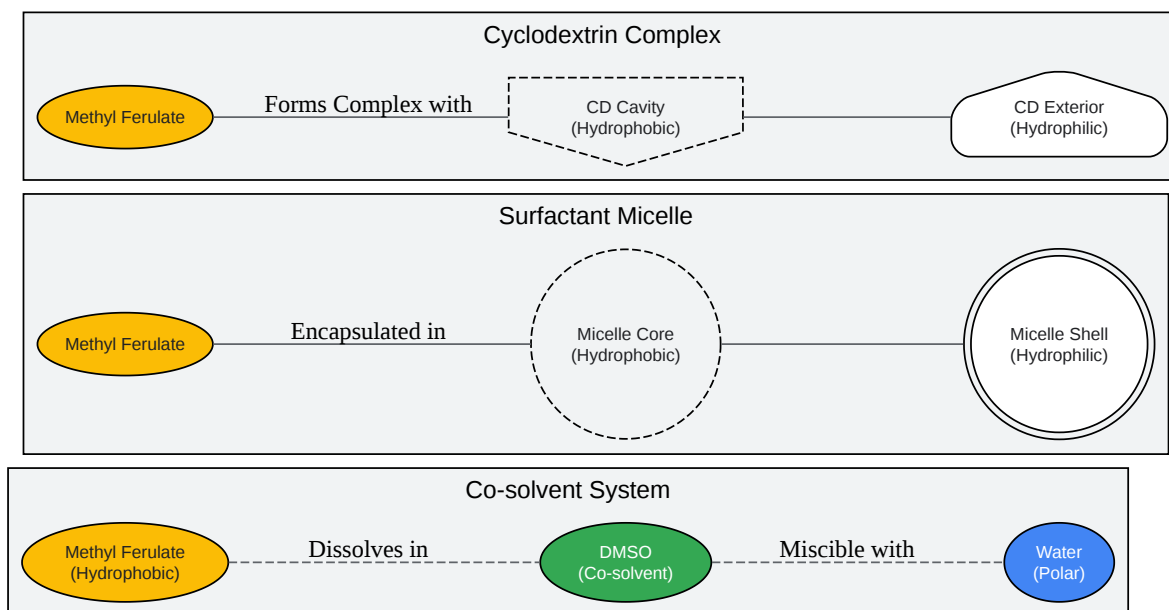 Cyclodextrin Complex
Methyl Ferulate
Forms Complex with
CD Cavity
(Hydrophobic)
CD Exterior
(Hydrophilic)
Surfactant Micelle
Methyl Ferulate
Encapsulated in
Micelle Core
(Hydrophobic)
Micelle Shell
(Hydrophilic)
Co-solvent System
Methyl Ferulate
(Hydrophobic)
Dissolves in
DMSO
(Co-solvent)
Miscible with
Water
(Polar)